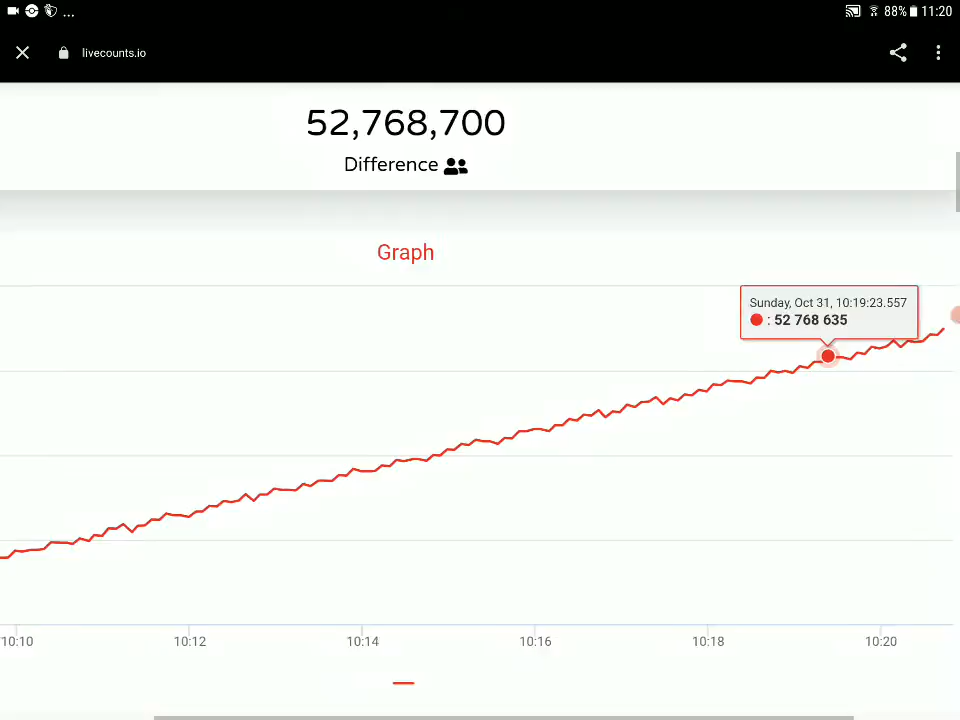 ... 88% 11:20
livecounts.io
52,768,700
Difference
Graph
Sunday, Oct 31, 10:19:23.557
: 52 768 635
10:10 10:12 10:14 10:16 10:18 10:20